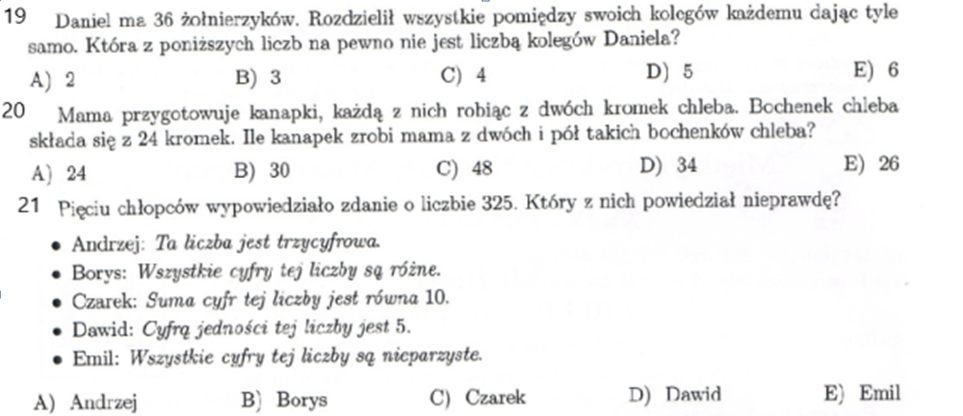 19 Daniel ma 36 żołnierzyków. Rozdzielił wszystkie pomiędzy swoich kolegów każdemu dając tyle
samo. Która z poniższych liczb na pewno nie jest liczbą kolegów Daniela?
A) 2 B) 3 C) 4 D) 5 E) 6
20 Mama przygotowuje kanapki, każdą z nich robiąc z dwóch kromek chleba. Bochenek chleba
składa się z 24 kromek. Ile kanapek zrobi mama z dwóch i pół takich bochenków chleba?
A) 24 B) 30 C) 48 D) 34 E) 26
21 Pięciu chłopców wypowiedziało zdanie o liczbie 325. Który z nich powiedział nieprawdę?
• Andrzej: Ta liczba jest trzycyfrowa.
• Borys: Wszystkie cyfry tej liczby są różne.
• Czarek: Suma cyfr tej liczby jest równa 10.
• Dawid: Cyfrą jedności tej liczby jest 5.
• Emil: Wszystkie cyfry tej liczby są nieparzyste.
A) Andrzej B) Borys C) Czarek D) Dawid E) Emil